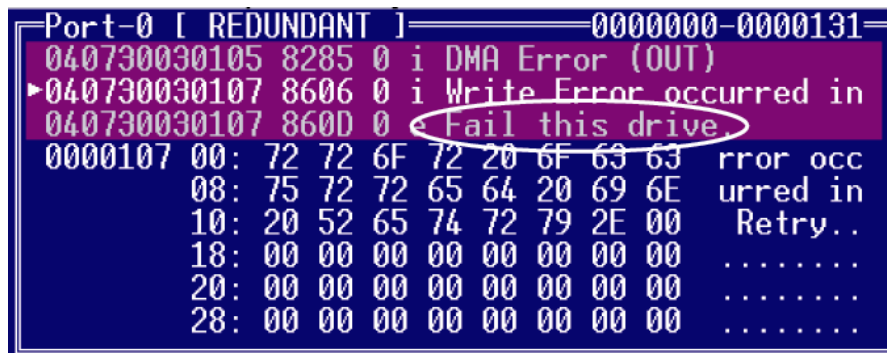 Port-0 [ REDUNDANT ] 0000000-0000131
040730030105 8285 0 i DMA Error (OUT)
►040730030107 8606 0 i Write Error occurred in
040730030107 860D 0 e Fail this drive.
0000107 00: 72 72 6F 72 20 6F 63 63 rror occ
08: 75 72 72 65 64 20 69 6E urred in
10: 20 52 65 74 72 79 2E 00 Retry..
18: 00 00 00 00 00 00 00 00 ........
20: 00 00 00 00 00 00 00 00 ........
28: 00 00 00 00 00 00 00 00 ........